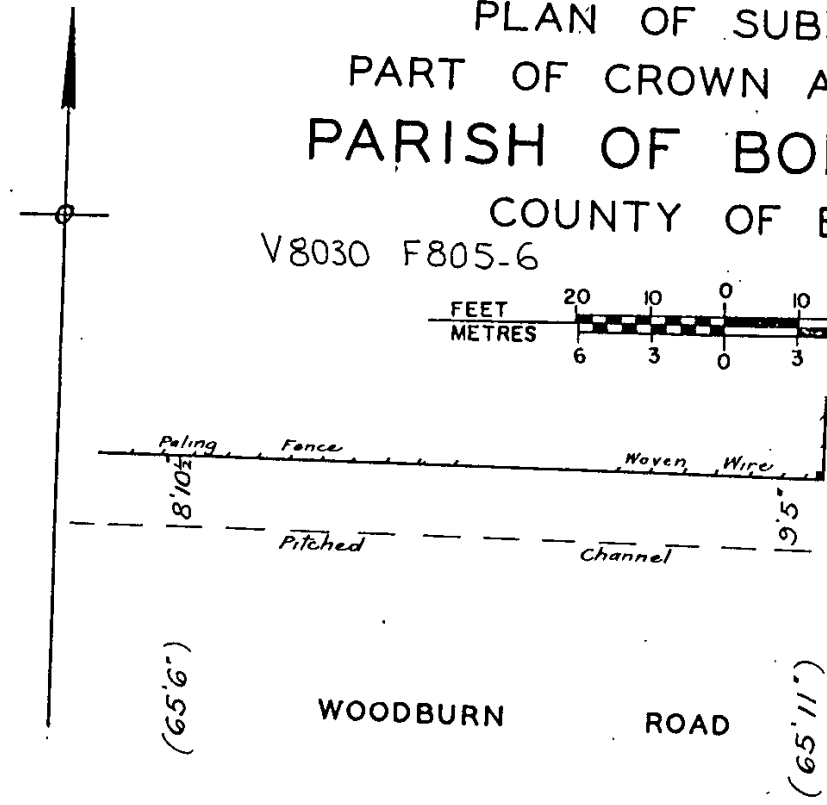 PLAN OF SUB
PART OF CROWN A
PARISH OF BO
COUNTY OF
V8030 F805-6
FEET 20 10 0 10
METRES 6 3 0 3
Paling Fence Woven Wire
8'10½" 9'5"
Pitched Channel
(65'6") (65'11")
WOODBURN ROAD